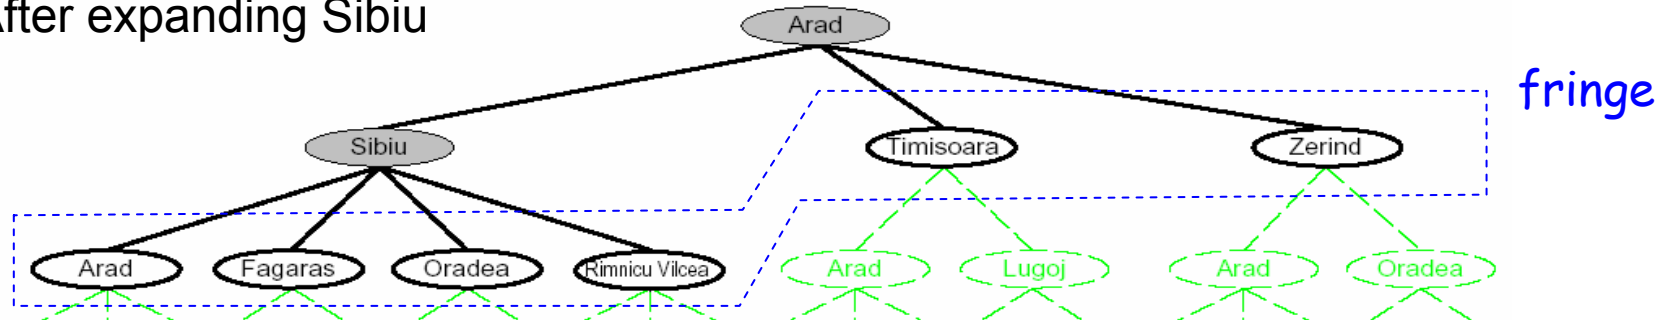 After expanding Sibiu
Arad
fringe
Sibiu
Timisoara
Zerind
Arad
Fagaras
Oradea
Rimnicu Vilcea
Arad
Lugoj
Arad
Oradea